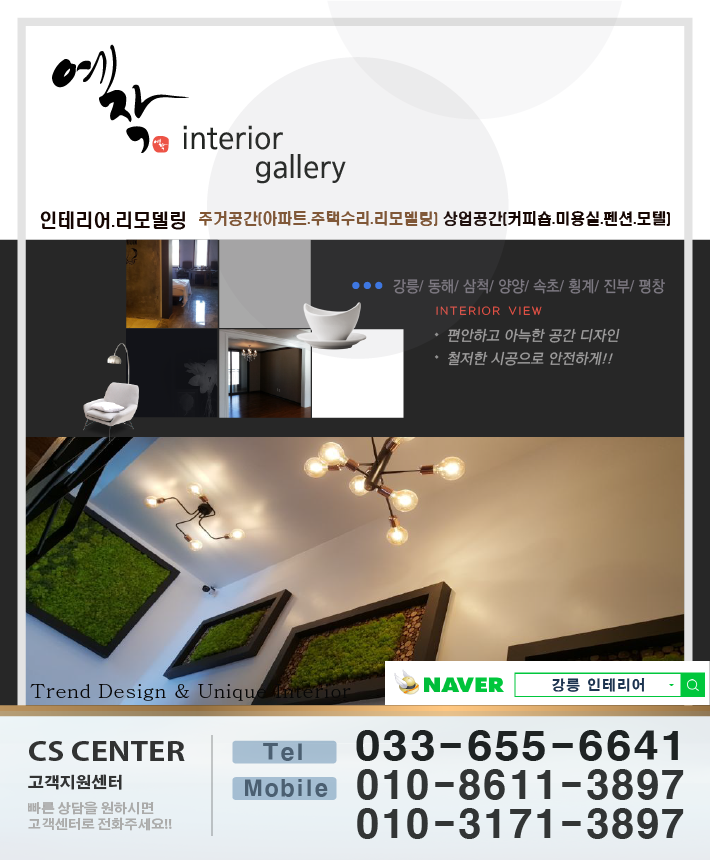 예작
예작
interior
gallery
인테리어.리모델링 주거공간(아파트.주택수리.리모델링) 상업공간(커피숍.미용실.펜션.모텔)
강릉/ 동해/ 삼척/ 양양/ 속초/ 횡계/ 진부/ 평창
INTERIOR VIEW
• 편안하고 아늑한 공간 디자인
• 철저한 시공으로 안전하게!!
Trend Design & Unique Interior
NAVER 강릉 인테리어
CS CENTER
고객지원센터
빠른 상담을 원하시면
고객센터로 전화주세요!!
Tel 033-655-6641
Mobile 010-8611-3897
010-3171-3897